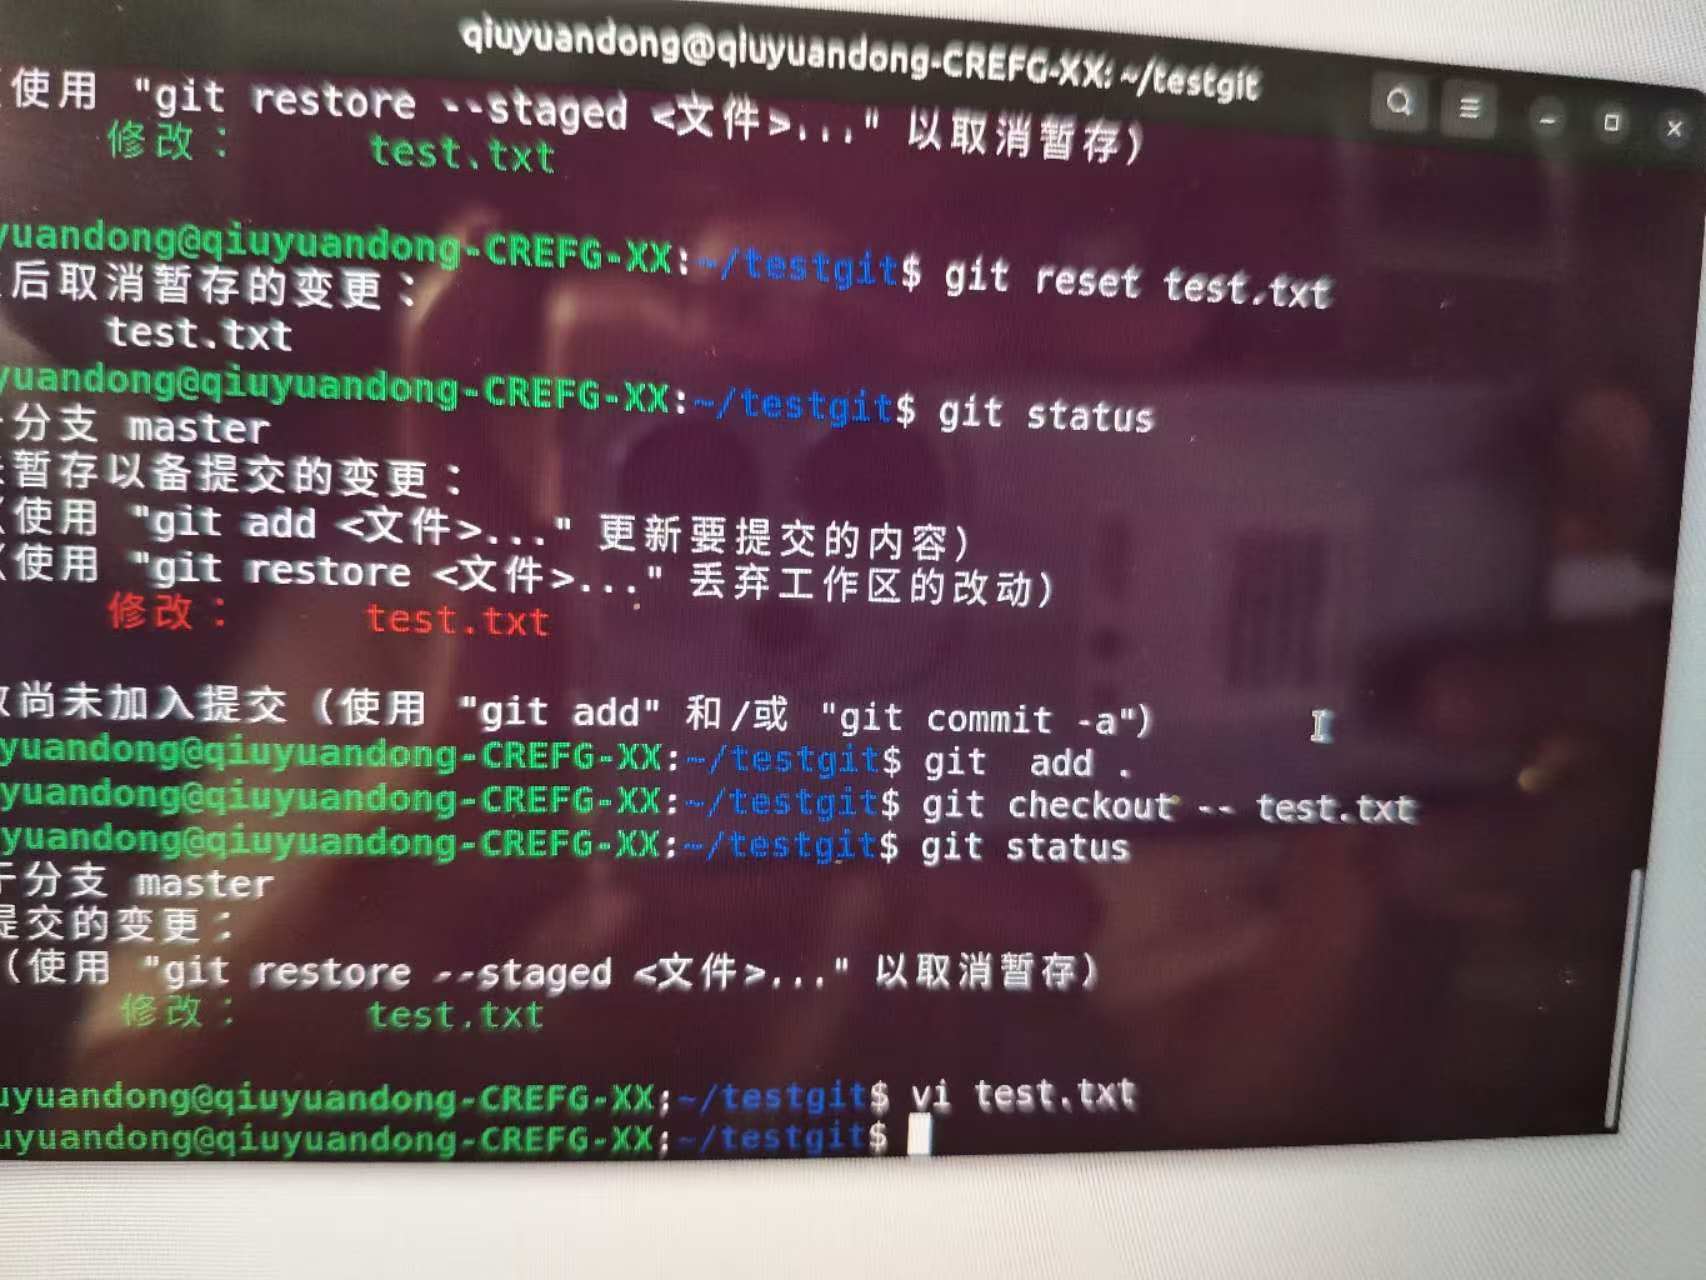 qiuyuandong@qiuyuandong-CREFG-XX: ~/testgit
使用 "git restore --staged <文件>..." 以取消暂存)
修改： test.txt
yuandong@qiuyuandong-CREFG-XX:~/testgit$ git reset test.txt
后取消暂存的变更：
test.txt
yuandong@qiuyuandong-CREFG-XX:~/testgit$ git status
分支 master
暂存以备提交的变更：
(使用 "git add <文件>..." 更新要提交的内容)
(使用 "git restore <文件>..." 丢弃工作区的改动)
修改： test.txt
尚未加入提交（使用 "git add" 和/或 "git commit -a")
yuandong@qiuyuandong-CREFG-XX:~/testgit$ git  add .
yuandong@qiuyuandong-CREFG-XX:~/testgit$ git checkout -- test.txt
yuandong@qiuyuandong-CREFG-XX:~/testgit$ git status
于分支 master
提交的变更：
(使用 "git restore --staged <文件>..." 以取消暂存)
修改： test.txt
uyuandong@qiuyuandong-CREFG-XX:~/testgit$ vi test.txt
uyuandong@qiuyuandong-CREFG-XX:~/testgit$